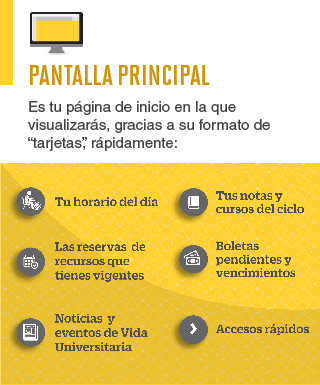 PANTALLA PRINCIPAL
Es tu página de inicio en la que
visualizarás, gracias a su formato de
“tarjetas”, rápidamente:
Tu horario del día
Tus notas y
cursos del ciclo
Las reservas de
recursos que
tienes vigentes
Boletas
pendientes y
vencimientos
Noticias y
eventos de Vida
Universitaria
Accesos rápidos